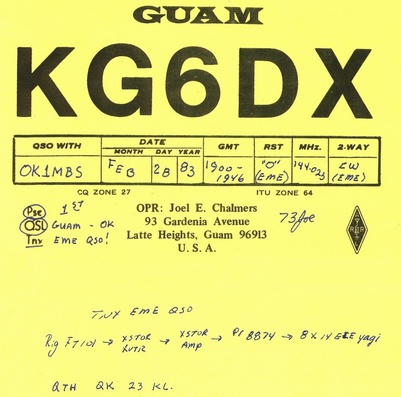 GUAM
KG6DX
QSO WITH DATE GMT RST MHz. 2-WAY
MONTH DAY YEAR
OK1MBS FEB 28 83 1900-1946 "O" (EME) 144.023 CW (EME)
CQ ZONE 27 ITU ZONE 64
Pse QSL Tnx
1ST GUAM - OK EME QSO!
OPR: Joel E. Chalmers
93 Gardenia Avenue
Latte Heights, Guam 96913
U. S. A.
73 Joe
TNX EME QSO
Rig FT101 → XSTOR XVTR → XSTOR Amp → 8874 → 8 X 14 ELE yagi
QTH QK 23 KL.